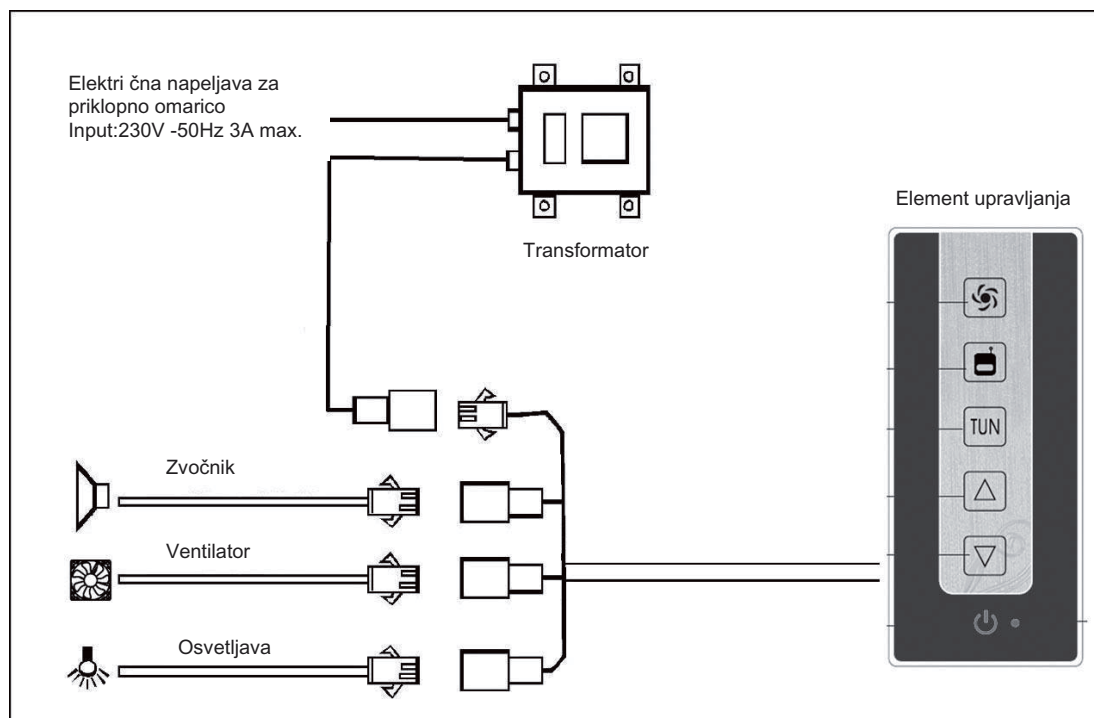 Elektri čna napeljava za
priklopno omarico
Input:230V -50Hz 3A max.
Transformator
Element upravljanja
TUN
Zvočnik
Ventilator
Osvetljava